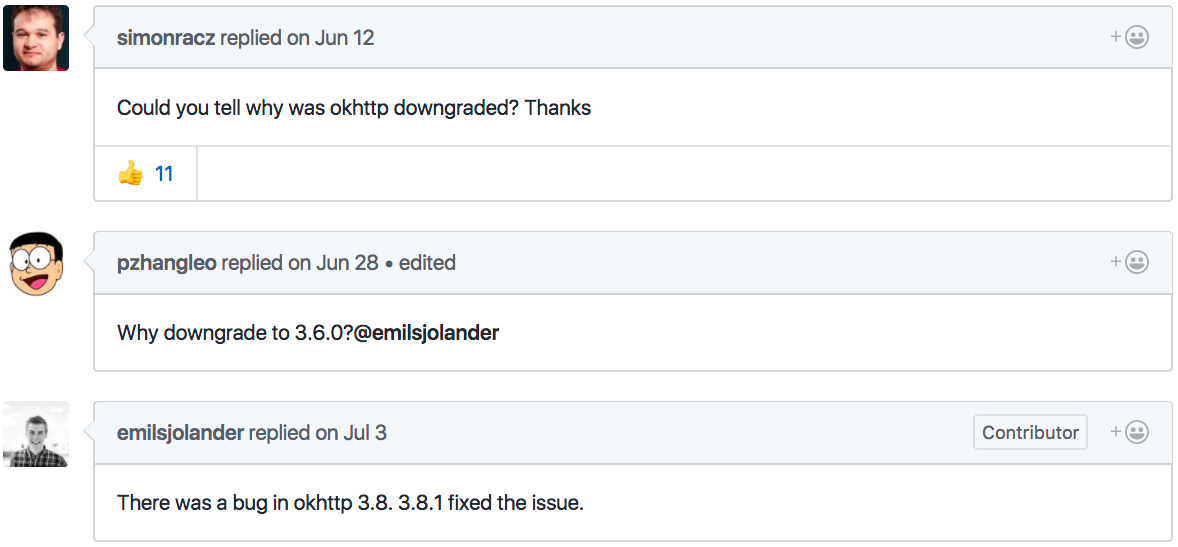 simonracz replied on Jun 12
Could you tell why was okhttp downgraded? Thanks
👍 11
pzhangleo replied on Jun 28 • edited
Why downgrade to 3.6.0?@emilsjolander
emilsjolander replied on Jul 3 Contributor
There was a bug in okhttp 3.8. 3.8.1 fixed the issue.